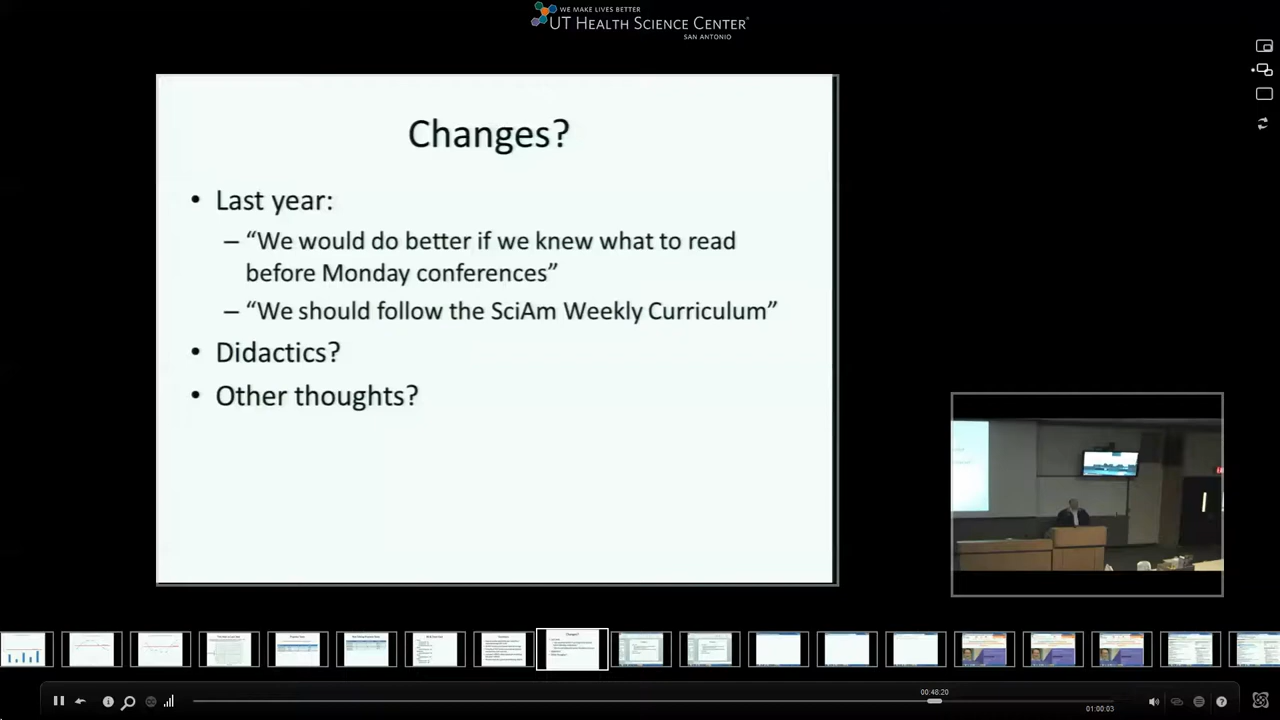 WE MAKE LIVES BETTER
UT HEALTH SCIENCE CENTER®
SAN ANTONIO
Changes?
• Last year:
– “We would do better if we knew what to read
before Monday conferences”
– “We should follow the SciAm Weekly Curriculum”
• Didactics?
• Other thoughts?
Changes?
00:48:20
01:00:03